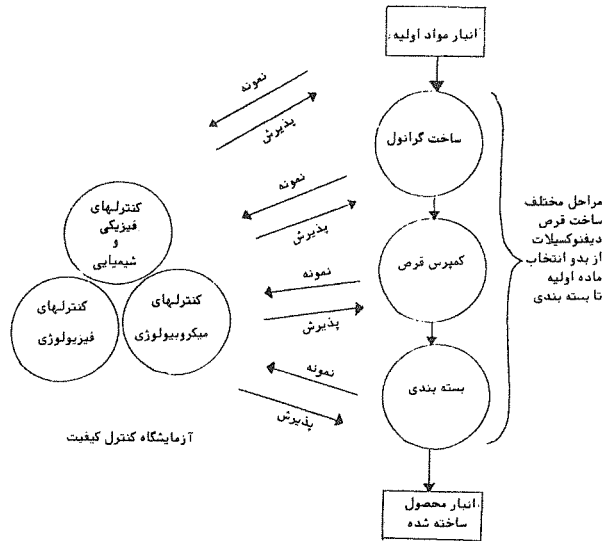 انبار مواد اولیه
نمونه
پذیرش
ساخت گرانول
نمونه
پذیرش
کنترلهای
فیزیکی
و
شیمیایی
مراحل مختلف
ساخت قرص
دیفنوکسیلات
از بدو انتخاب
ماده اولیه
تا بسته بندی
کمپرس قرص
نمونه
پذیرش
کنترلهای
میکروبیولوژی
کنترلهای
فیزیولوژی
نمونه
پذیرش
بسته بندی
آزمایشگاه کنترل کیفیت
انبار محصول
ساخته شده